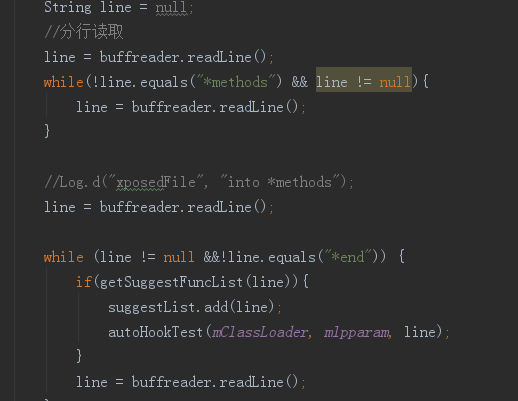 String line = null;
//分行读取
line = buffreader.readLine();
while(!line.equals("*methods") && line != null){
line = buffreader.readLine();
}
//Log.d("xposedFile", "into *methods");
line = buffreader.readLine();
while (line != null &&!line.equals("*end")) {
if(getSuggestFuncList(line)){
suggestList.add(line);
autoHookTest(mClassLoader, mlpparam, line);
}
line = buffreader.readLine();